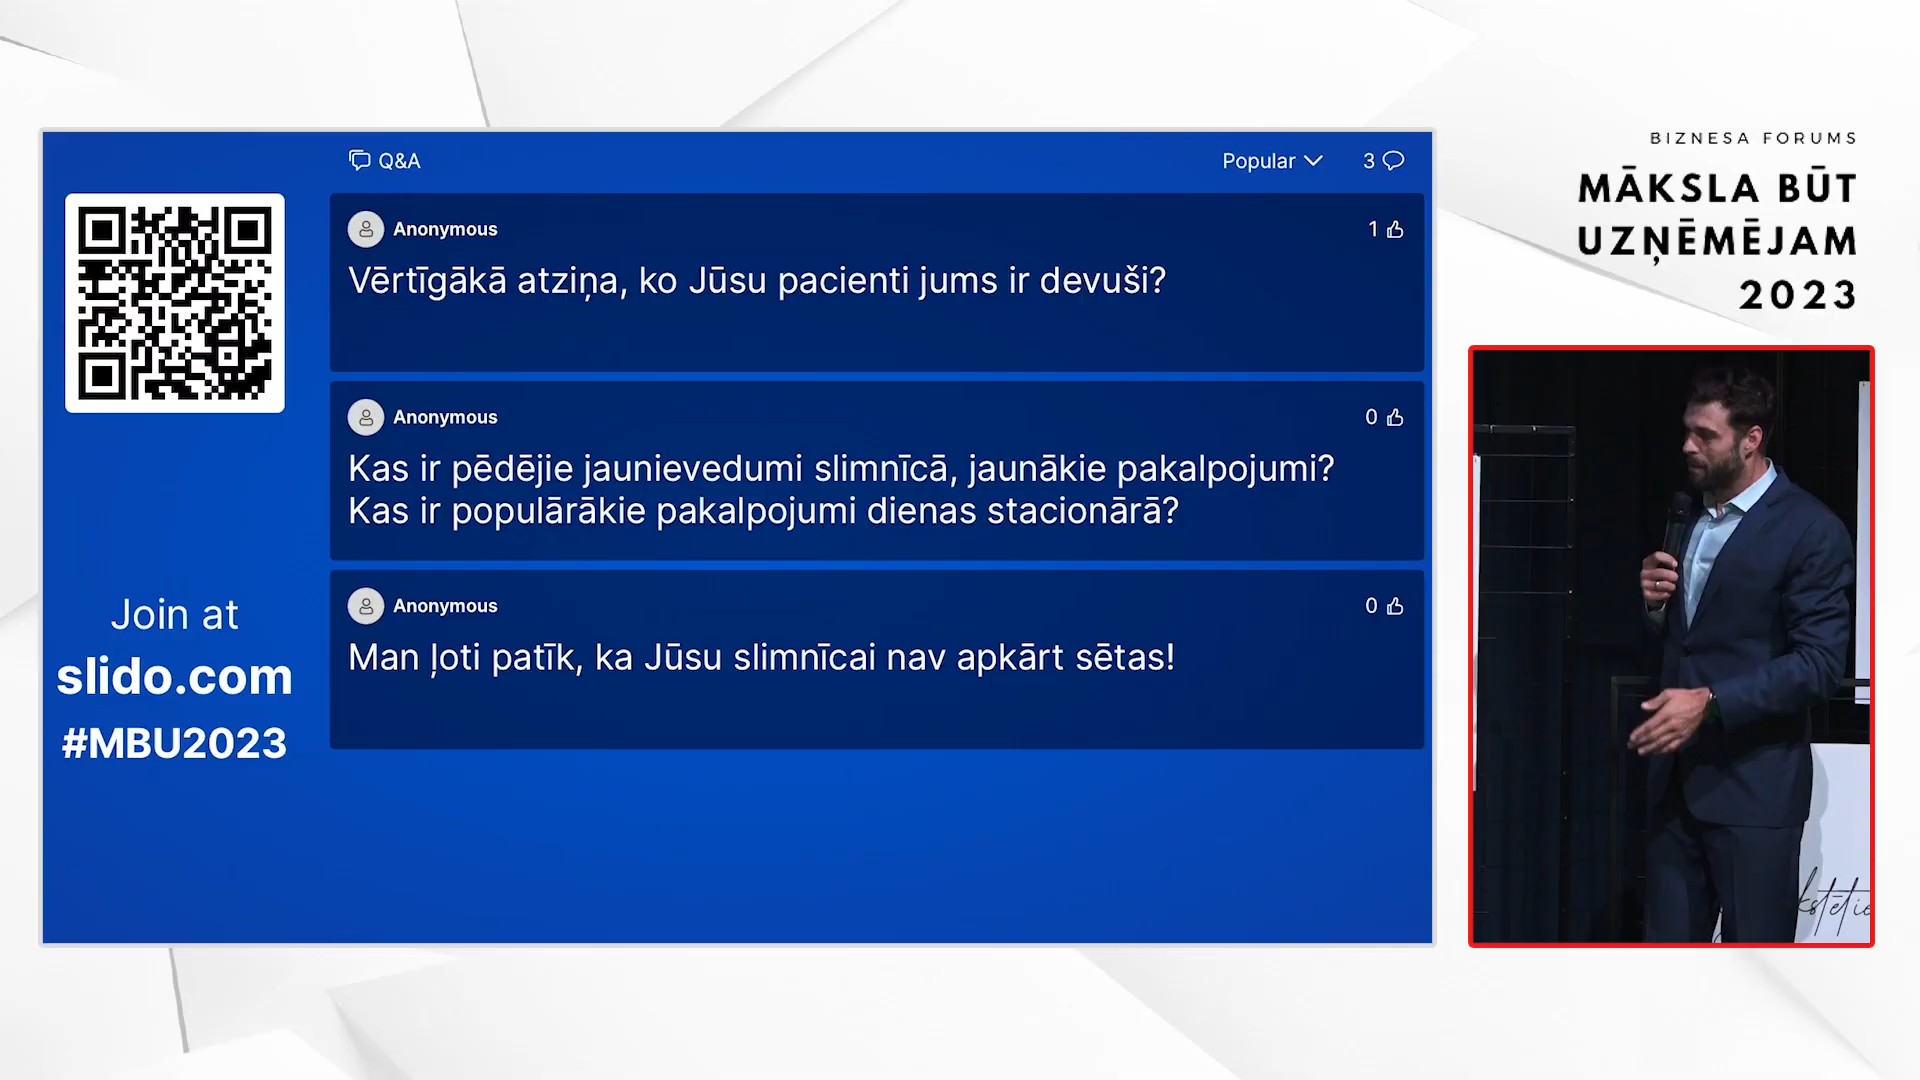 Q&A
Popular
3
Anonymous
1
Vērtīgākā atziņa, ko Jūsu pacienti jums ir devuši?
Anonymous
0
Kas ir pēdējie jaunievedumi slimnīcā, jaunākie pakalpojumi?
Kas ir populārākie pakalpojumi dienas stacionārā?
Anonymous
0
Man ļoti patīk, ka Jūsu slimnīcai nav apkārt sētas!
Join at
slido.com
#MBU2023
BIZNESA FORUMS
MĀKSLA BŪT
UZŅĒMĒJAM
2023